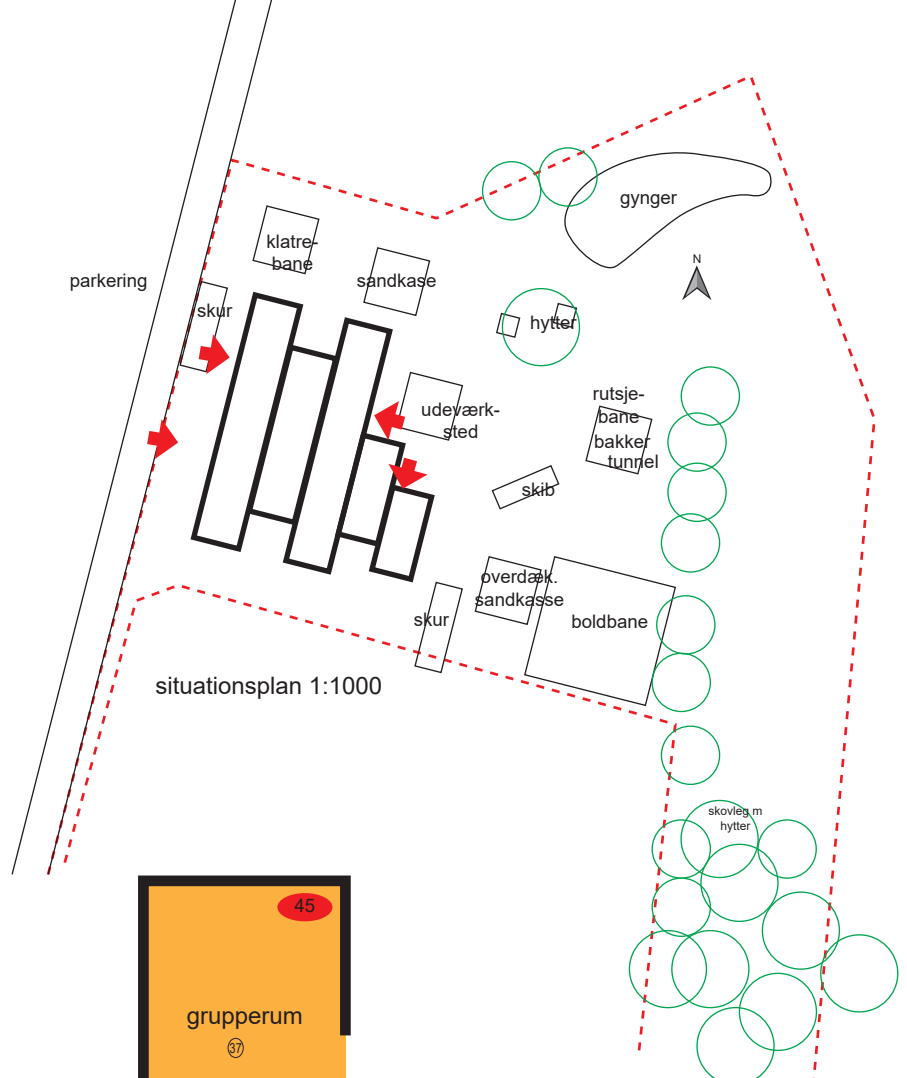 gynger
klatre-
bane
parkering
sandkase
N
skur
hytter
rutsje-
bane
udeværk-
sted
bakker
tunnel
skib
overdæk.
sandkasse
skur
boldbane
situationsplan 1:1000
skovleg m
hytter
45
grupperum
37